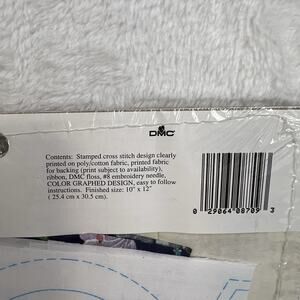 DMC
Contents: Stamped cross stitch design clearly
printed on poly/cotton fabric, printed fabric
for backing (print subject to availability),
ribbon, DMC floss, #8 embroidery needle,
COLOR GRAPHED DESIGN, easy to follow
instructions. Finished size: 10" x 12"
( 25.4 cm x 30.5 cm).
0 29064 08709 3